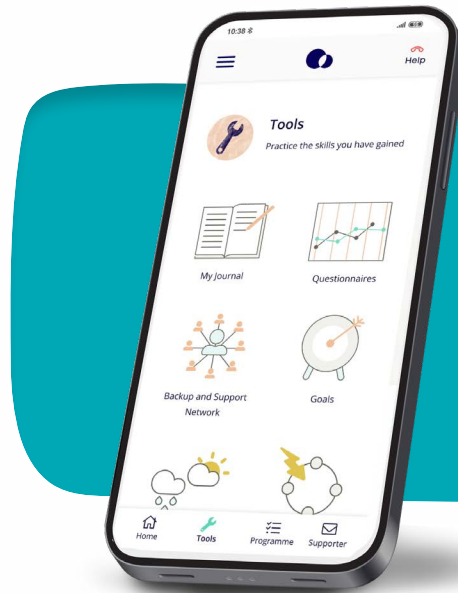 10:38
Help
Tools
Practice the skills you have gained
My Journal
Questionnaires
Backup and Support
Network
Goals
Home
Tools
Programme
Supporter